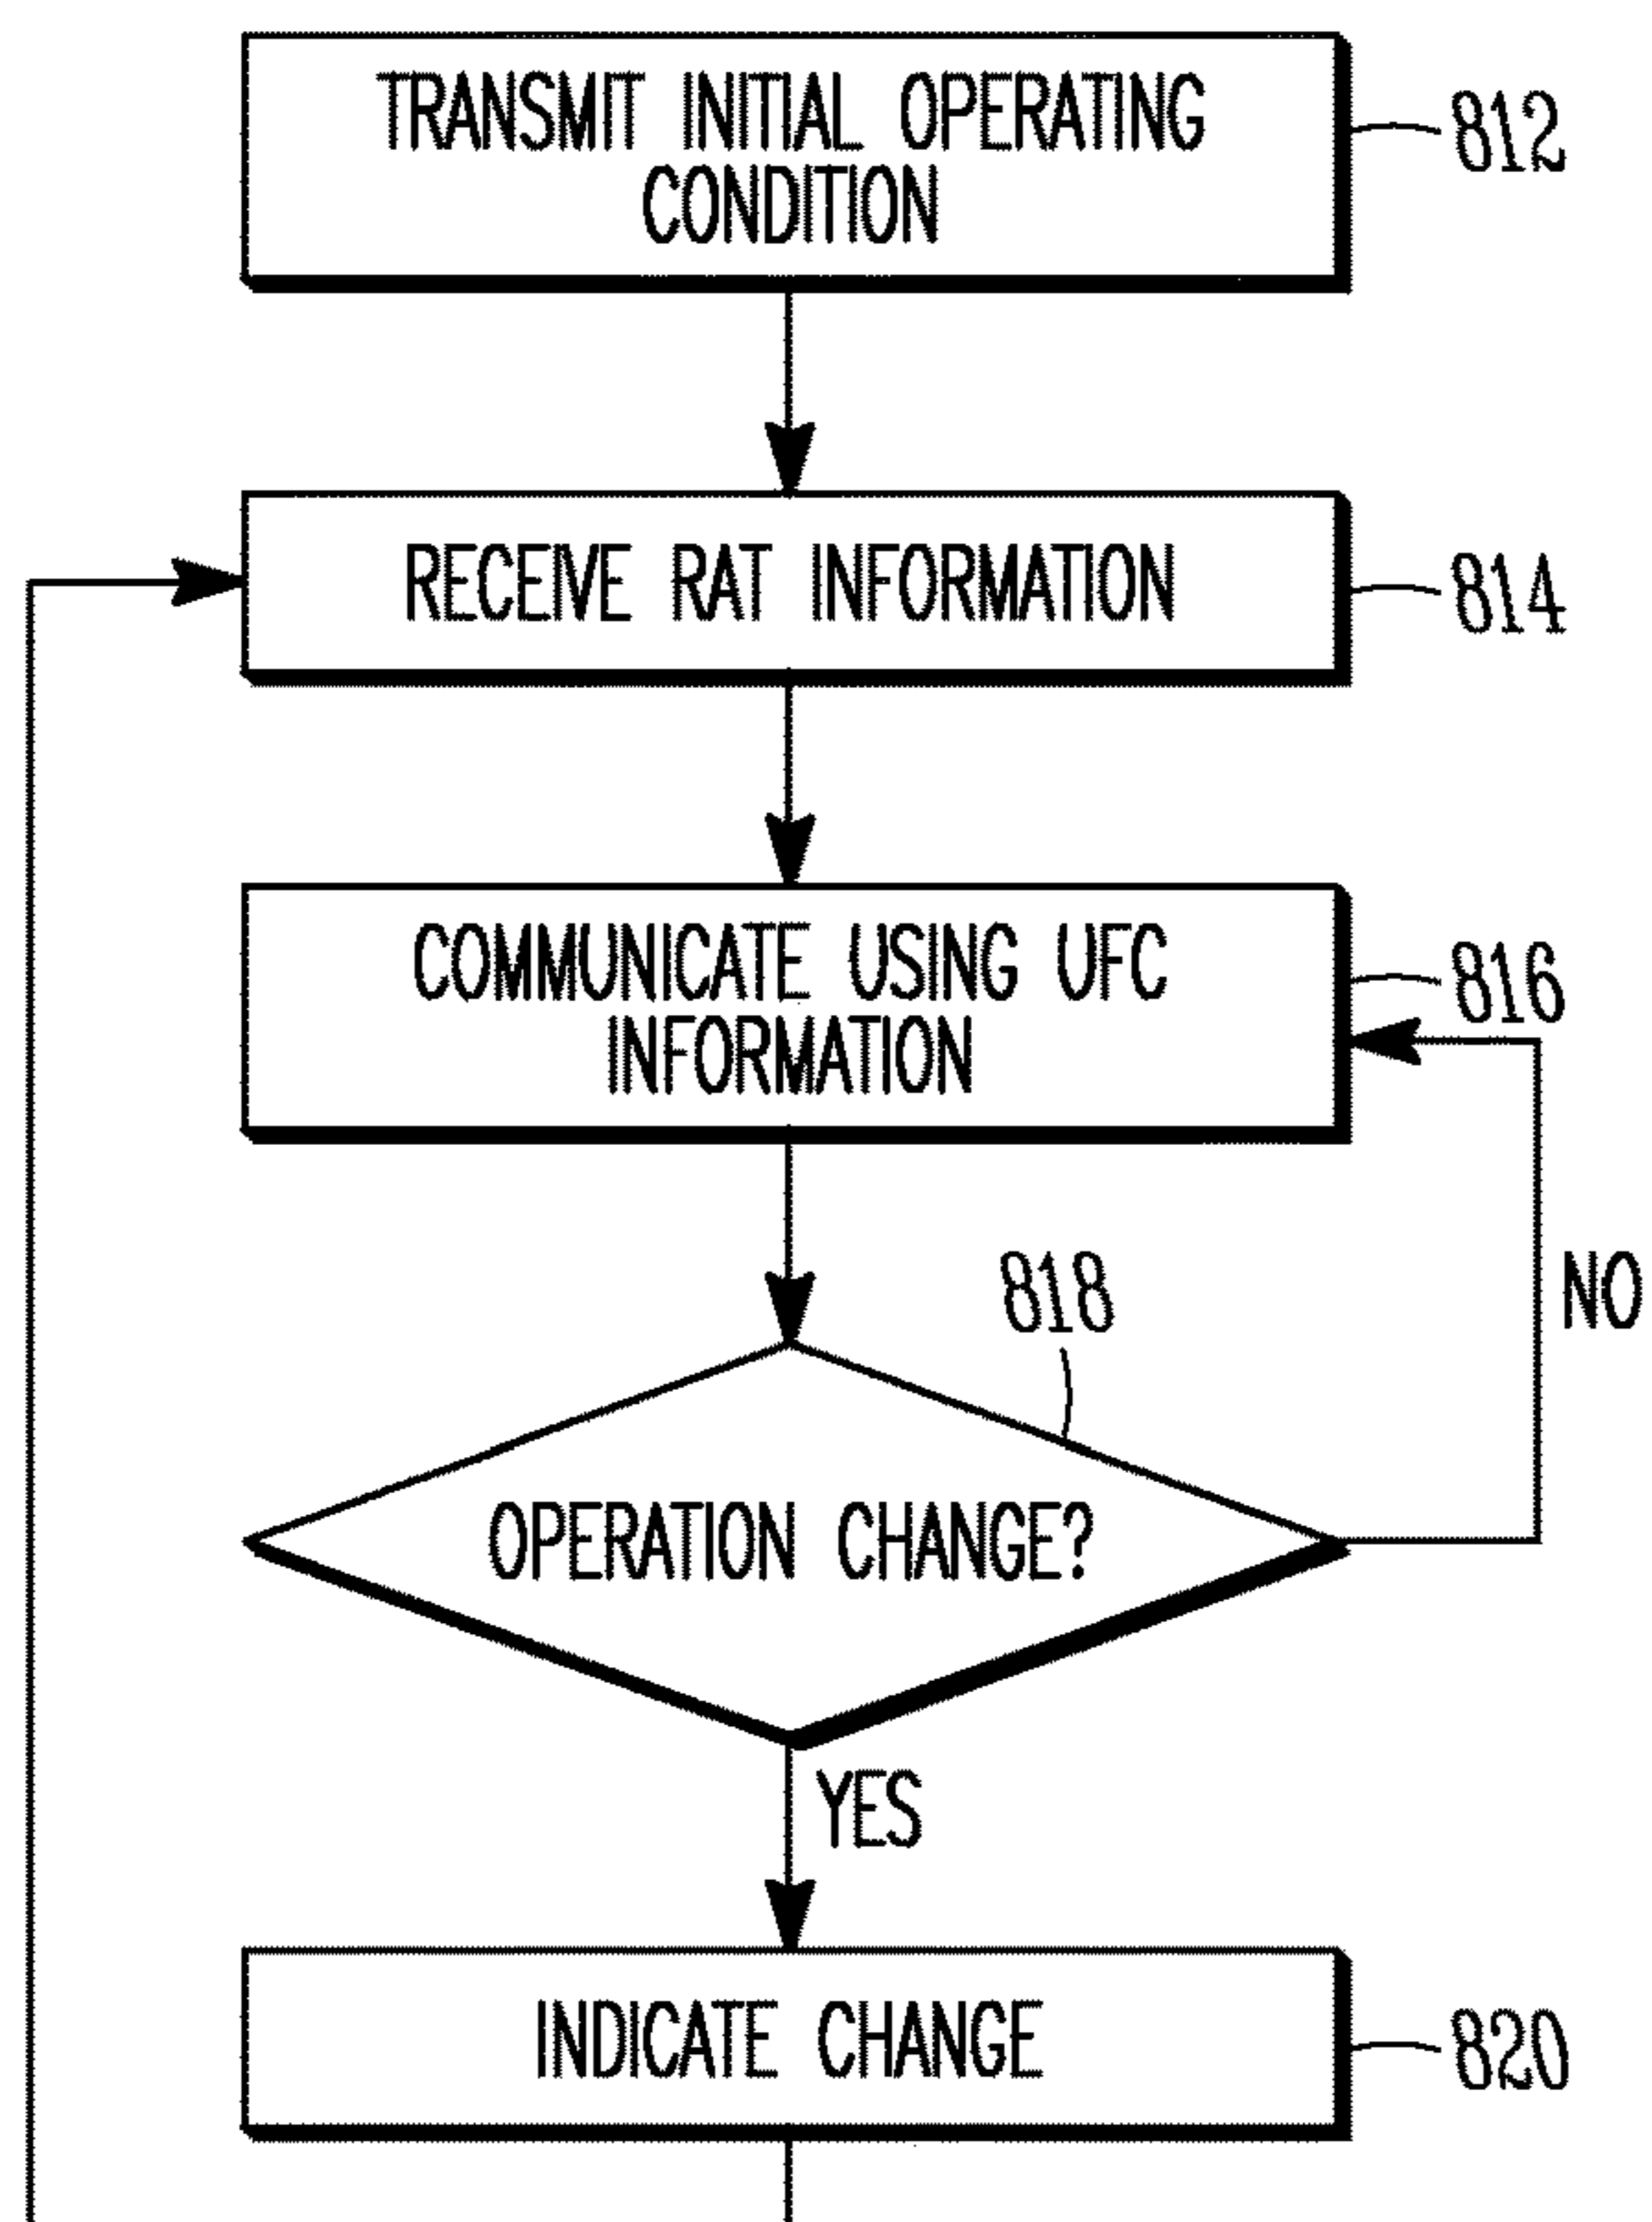 TRANSMIT INITIAL OPERATING
CONDITION
812
RECEIVE RAT INFORMATION
814
COMMUNICATE USING UFC
INFORMATION
816
818
NO
OPERATION CHANGE?
YES
INDICATE CHANGE
820